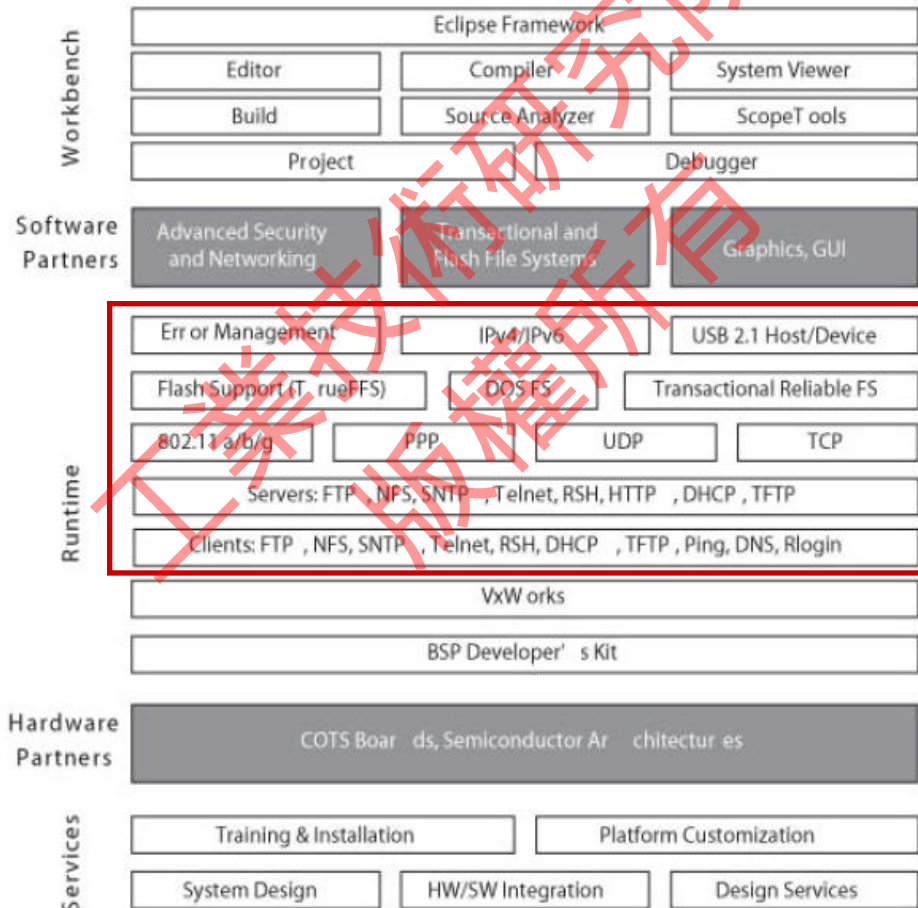 Workbench
Eclipse Framework
Editor
Compiler
System Viewer
Build
Source Analyzer
ScopeT ools
Project
Debugger
Software
Partners
Advanced Security
and Networking
Transactional and
Flash File Systems
Graphics, GUI
Runtime
Err or Management
IPv4/IPv6
USB 2.1 Host/Device
Flash Support (T rueFFS)
DOS FS
Transactional Reliable FS
802.11 a/b/g
PPP
UDP
TCP
Servers: FTP , NFS, SNTP , Telnet, RSH, HTTP , DHCP , TFTP
Clients: FTP , NFS, SNTP , Telnet, RSH, DHCP , TFTP , Ping, DNS, Rlogin
VxW orks
BSP Developer' s Kit
Hardware
Partners
COTS Boar ds, Semiconductor Ar chitectur es
Services
Training & Installation
Platform Customization
System Design
HW/SW Integration
Design Services
工業技術研究院
版權所有